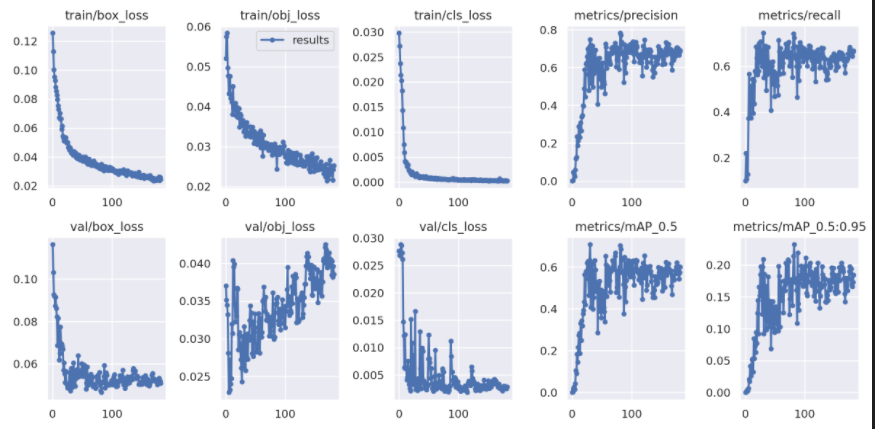 train/box_loss train/obj_loss train/cls_loss metrics/precision metrics/recall
0.12 0.10 0.08 0.06 0.04 0.02
0.06 0.05 0.04 0.03 0.02
results
0.030 0.025 0.020 0.015 0.010 0.005 0.000
0.8 0.6 0.4 0.2 0.0
0.6 0.4 0.2
0 100 0 100 0 100 0 100 0 100
val/box_loss val/obj_loss val/cls_loss metrics/mAP_0.5 metrics/mAP_0.5:0.95
0.10 0.08 0.06
0.040 0.035 0.030 0.025
0.030 0.025 0.020 0.015 0.010 0.005
0.6 0.4 0.2 0.0
0.20 0.15 0.10 0.05 0.00
0 100 0 100 0 100 0 100 0 100